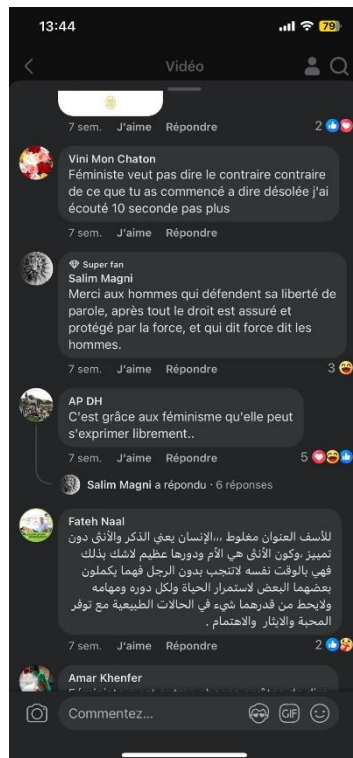 13:44
79
Vidéo
7 sem. J'aime Répondre 2
Vini Mon Chaton
Féministe veut pas dire le contraire contraire
de ce que tu as commencé a dire désolée j'ai
écouté 10 seconde pas plus
7 sem. J'aime Répondre
Super fan
Salim Magni
Merci aux hommes qui défendent sa liberté de
parole, après tout le droit est assuré et
protégé par la force, et qui dit force dit les
hommes.
7 sem. J'aime Répondre 3
AP DH
C'est grâce aux féminisme qu'elle peut
s'exprimer librement..
7 sem. J'aime Répondre 5
Salim Magni a répondu · 6 réponses
Fateh Naal
للأسف العنوان مغلوط ،،،الإنسان يعني الذكر والأنثى دون
تمييز ،وكون الأنثى هي الأم ودورها عظيم لاشك بذلك
فهي بالوقت نفسه لاتنجب بدون الرجل فهما يكملون
بعضهما البعض لاستمرار الحياة ولكل دوره ومهامه
ولايحط من قدرهما شيء في الحالات الطبيعية مع توفر
المحبة والايثار والاهتمام .
7 sem. J'aime Répondre 2
Amar Khenfer
Commentez...
GIF